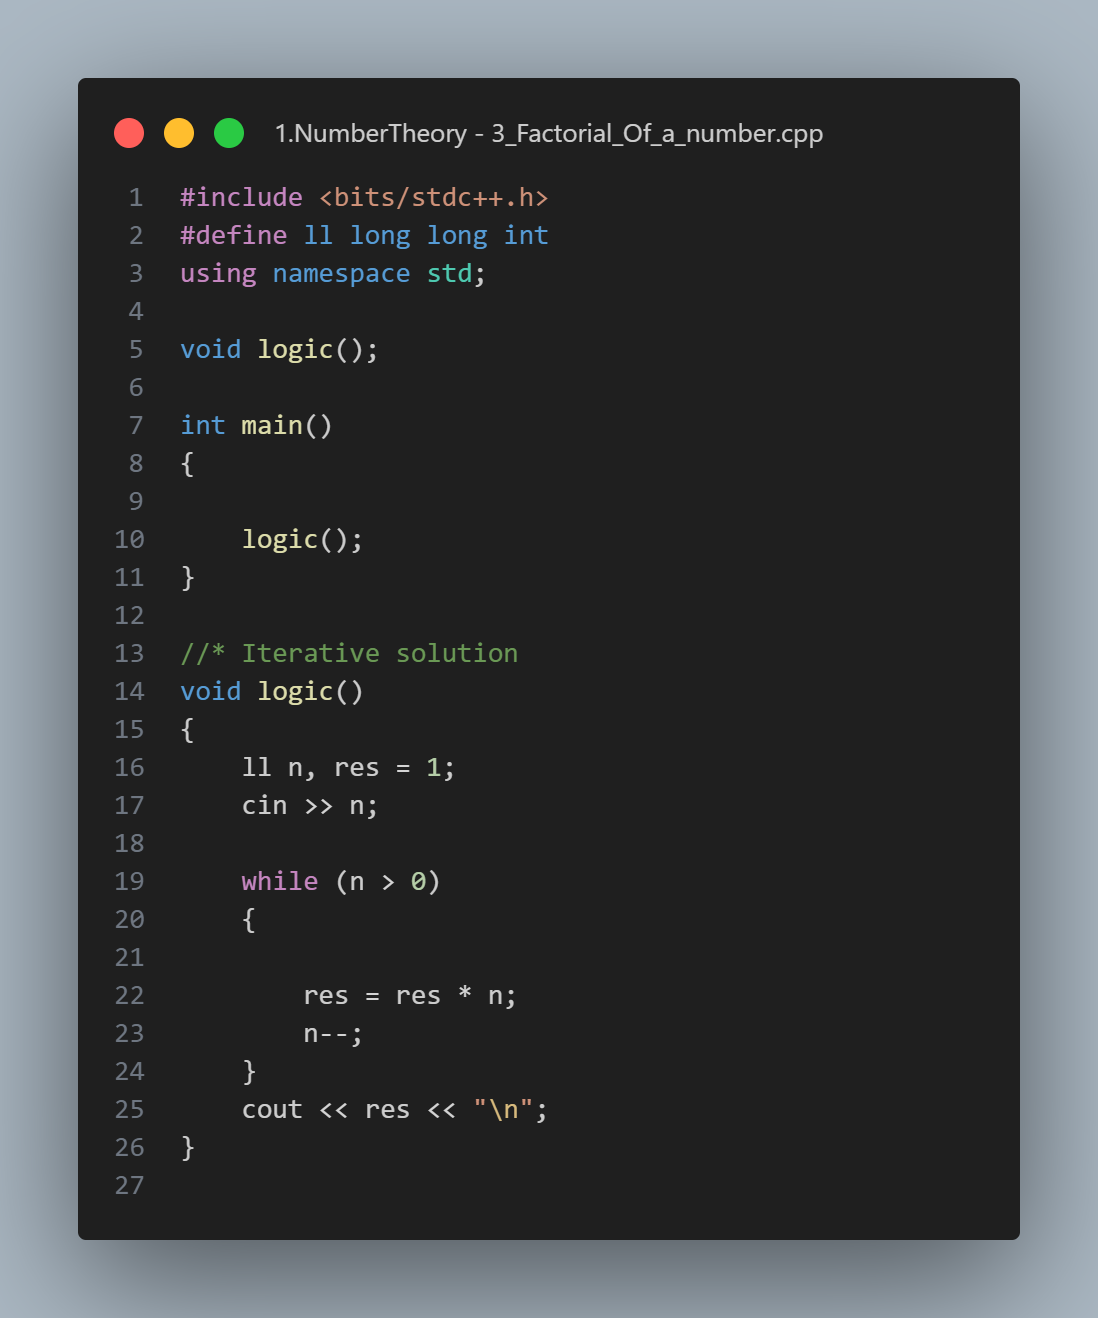 1.NumberTheory - 3_Factorial_Of_a_number.cpp
1 #include <bits/stdc++.h>
2 #define ll long long int
3 using namespace std;
4
5 void logic();
6
7 int main()
8 {
9
10     logic();
11 }
12
13 //* Iterative solution
14 void logic()
15 {
16     ll n, res = 1;
17     cin >> n;
18
19     while (n > 0)
20     {
21
22         res = res * n;
23         n--;
24     }
25     cout << res << "\n";
26 }
27